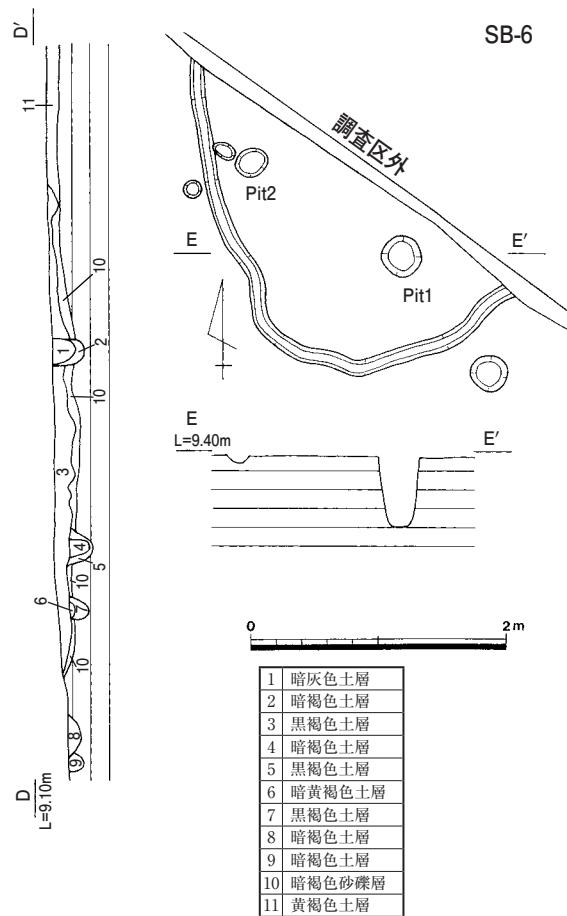 SB-6
D′
11
10
1
2
10
3
4
5
10
6
7
10
8
9
D
L=9.10m
調査区外
Pit2
E
E′
Pit1
E
L=9.40m
E′
0
2m
1 暗灰色土層
2 暗褐色土層
3 黒褐色土層
4 暗褐色土層
5 黒褐色土層
6 暗黄褐色土層
7 黒褐色土層
8 暗褐色土層
9 暗褐色土層
10 暗褐色砂礫層
11 黄褐色土層